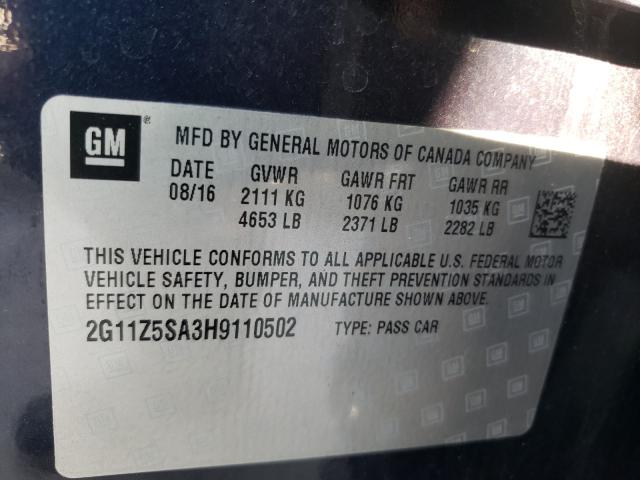 GM®
MFD BY GENERAL MOTORS OF CANADA COMPANY
DATE GVWR GAWR FRT GAWR RR
08/16 2111 KG 1076 KG 1035 KG
4653 LB 2371 LB 2282 LB
THIS VEHICLE CONFORMS TO ALL APPLICABLE U.S. FEDERAL MOTOR
VEHICLE SAFETY, BUMPER, AND THEFT PREVENTION STANDARDS IN
EFFECT ON THE DATE OF MANUFACTURE SHOWN ABOVE.
2G11Z5SA3H9110502 TYPE: PASS CAR